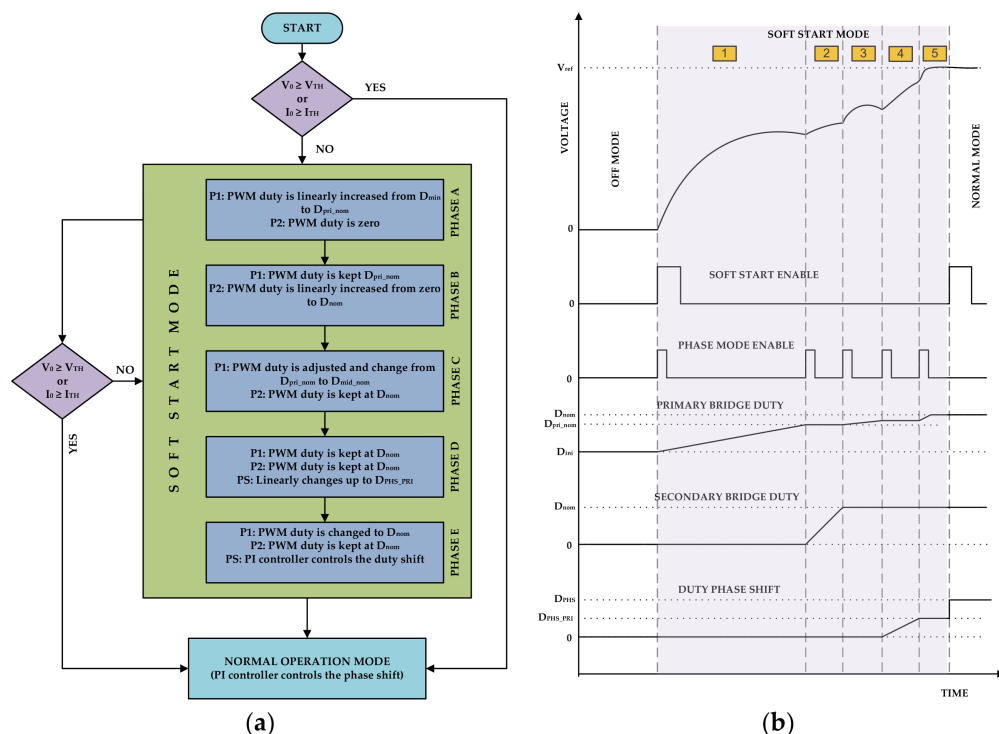 START
V0 ≥ VTH
or
I0 ≥ ITH
YES
NO
SOFT START MODE
P1: PWM duty is linearly increased from Dmin
to Dpri_nom
P2: PWM duty is zero
PHASE A
P1: PWM duty is kept Dpri_nom
P2: PWM duty is linearly increased from zero
to Dnom
PHASE B
P1: PWM duty is adjusted and change from
Dpri_nom to Dmid_nom
P2: PWM duty is kept at Dnom
PHASE C
P1: PWM duty is kept at Dnom
P2: PWM duty is kept at Dnom
PS: Linearly changes up to DPHS_PRI
PHASE D
P1: PWM duty is changed to Dnom
P2: PWM duty is kept at Dnom
PS: PI controller controls the duty shift
PHASE E
V0 ≥ VTH
or
I0 ≥ ITH
NO
YES
NORMAL OPERATION MODE
(PI controller controls the phase shift)
(a)
SOFT START MODE
1 2 3 4 5
Vref
VOLTAGE
OFF MODE
NORMAL MODE
0
SOFT START ENABLE
0
PHASE MODE ENABLE
0
PRIMARY BRIDGE DUTY
Dnom
Dpri_nom
DIni
SECONDARY BRIDGE DUTY
Dnom
0
DUTY PHASE SHIFT
DPHS
DPHS_PRI
0
TIME
(b)